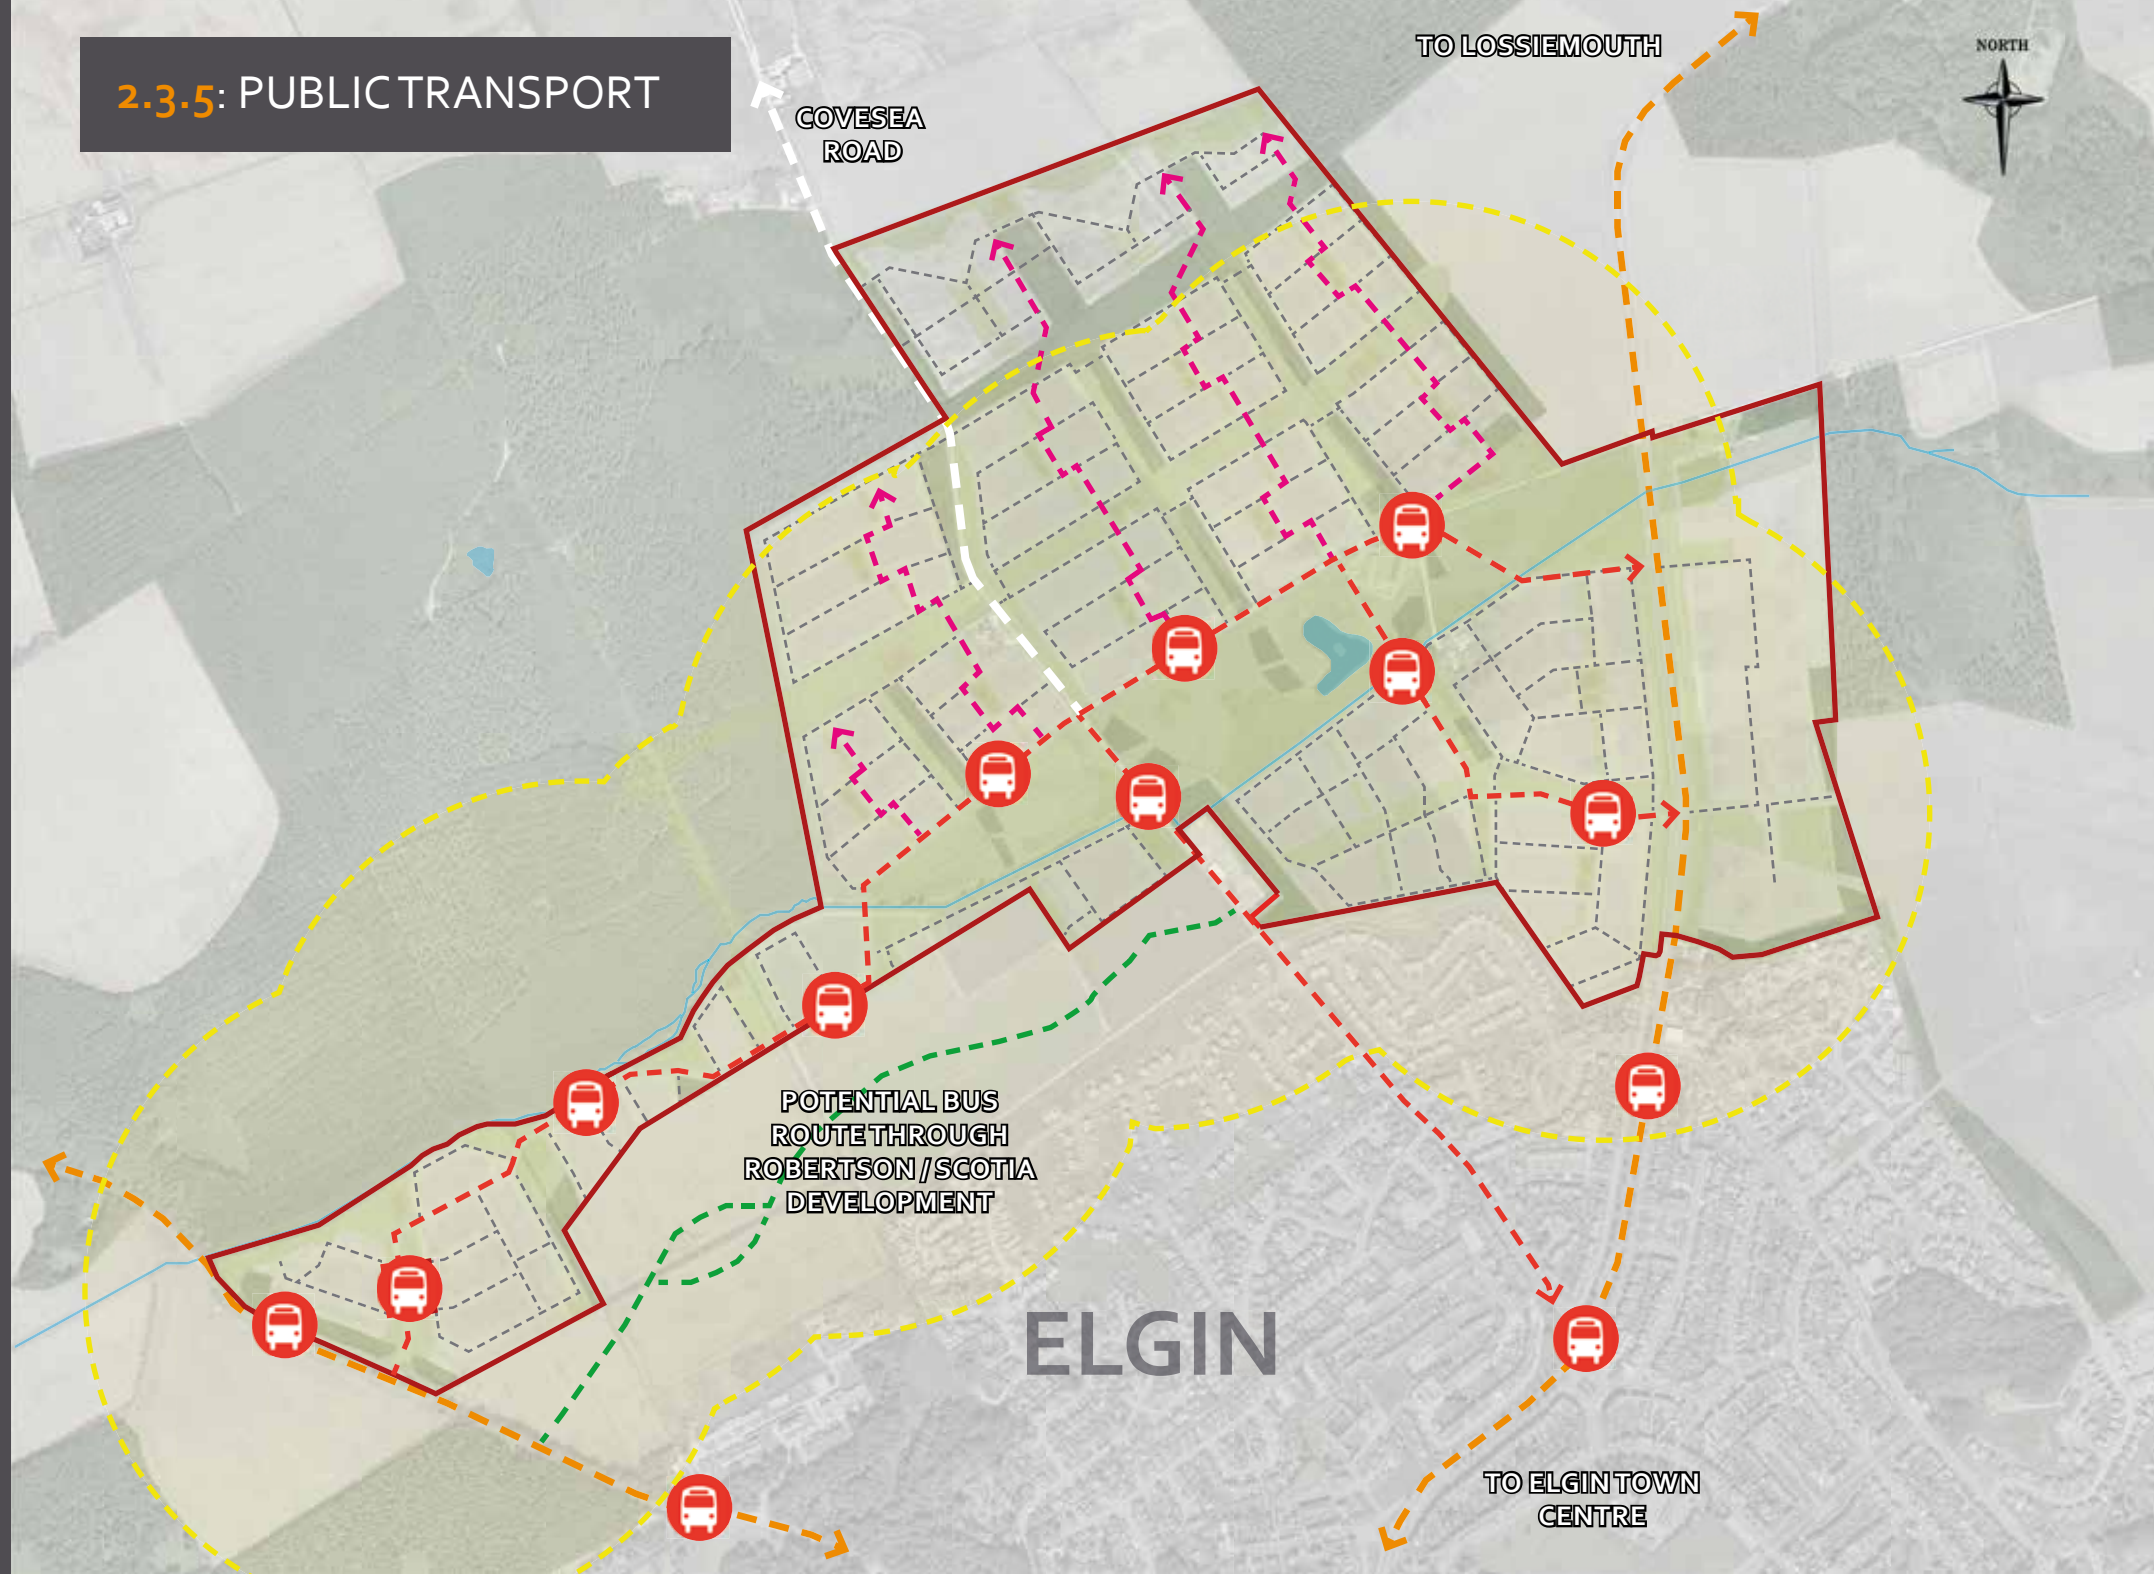 2.3.5: PUBLIC TRANSPORT
TO LOSSIEMOUTH
NORTH
COVESEA
ROAD
POTENTIAL BUS
ROUTE THROUGH
ROBERTSON / SCOTIA
DEVELOPMENT
ELGIN
TO ELGIN TOWN
CENTRE